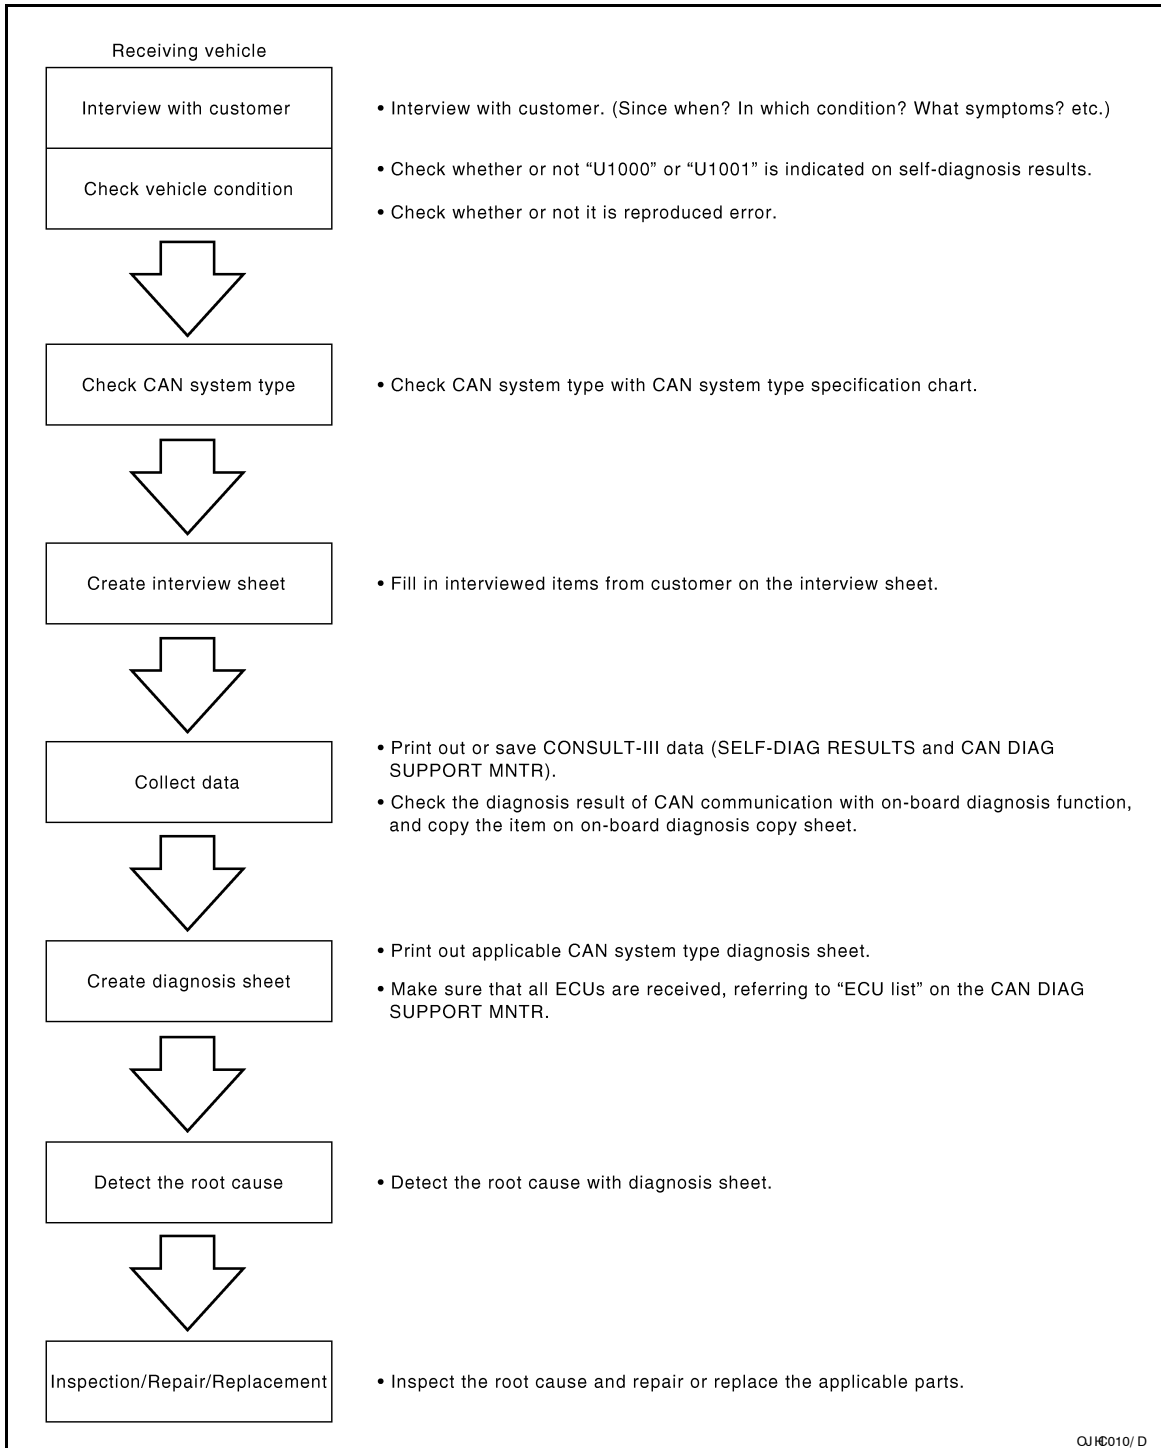 Receiving vehicle
Interview with customer
• Interview with customer. (Since when? In which condition? What symptoms? etc.)
Check vehicle condition
• Check whether or not “U1000” or “U1001” is indicated on self-diagnosis results.
• Check whether or not it is reproduced error.
Check CAN system type
• Check CAN system type with CAN system type specification chart.
Create interview sheet
• Fill in interviewed items from customer on the interview sheet.
Collect data
• Print out or save CONSULT-III data (SELF-DIAG RESULTS and CAN DIAG
SUPPORT MNTR).
• Check the diagnosis result of CAN communication with on-board diagnosis function,
and copy the item on on-board diagnosis copy sheet.
Create diagnosis sheet
• Print out applicable CAN system type diagnosis sheet.
• Make sure that all ECUs are received, referring to “ECU list” on the CAN DIAG
SUPPORT MNTR.
Detect the root cause
• Detect the root cause with diagnosis sheet.
Inspection/Repair/Replacement
• Inspect the root cause and repair or replace the applicable parts.